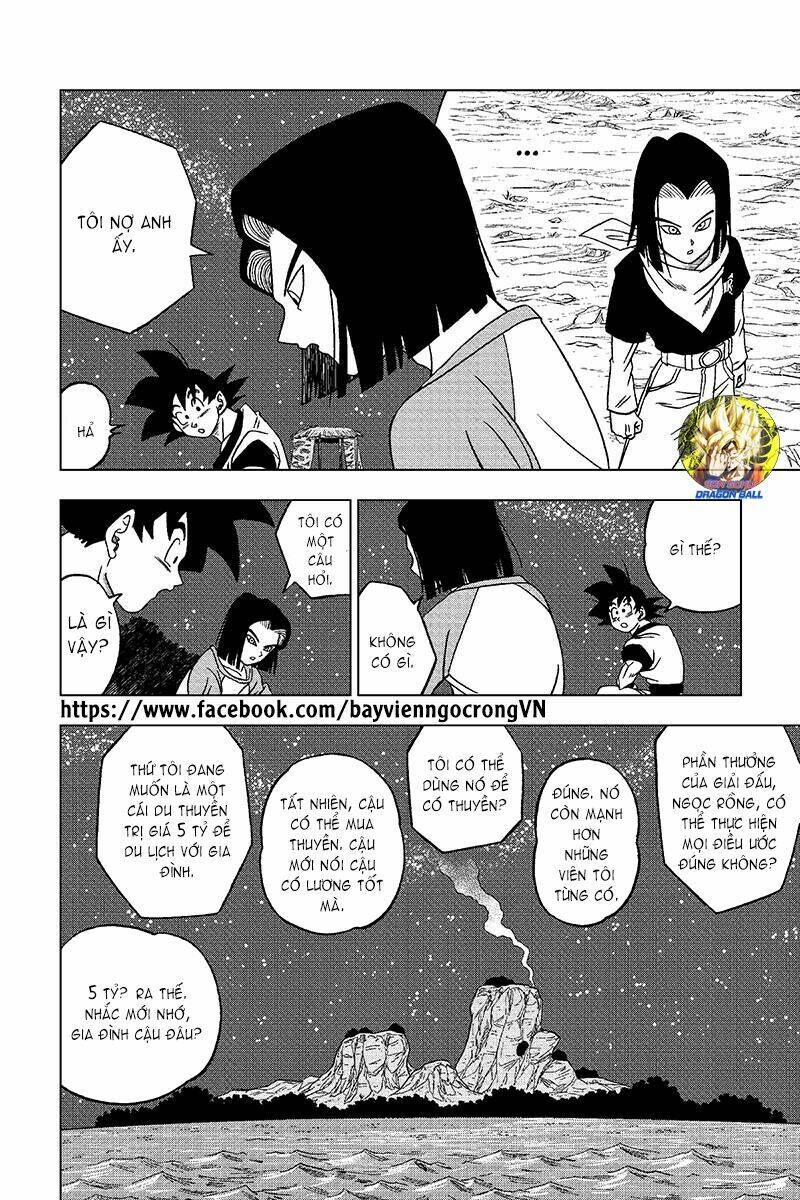 ...
TÔI NỢ ANH
ẤY.
HẢ
GÌ THẾ?
KHÔNG
CÓ GÌ.
TÔI CÓ
MỘT
CÂU
HỎI.
LÀ GÌ
VẬY?
https://www.facebook.com/bayvienngocrongVN
PHẦN THƯỞNG
CỦA GIẢI ĐẤU,
NGỌC RỒNG, CÓ
THỂ THỰC HIỆN
MỌI ĐIỀU ƯỚC
ĐÚNG KHÔNG?
ĐÚNG. NÓ
CÒN MẠNH
HƠN
NHỮNG
VIÊN TÔI
TỪNG CÓ.
TÔI CÓ THỂ
DÙNG NÓ ĐỂ
CÓ THUYỀN?
TẤT NHIÊN, CẬU
CÓ THỂ MUA
THUYỀN. CẬU
MỚI NÓI CẬU
CÓ LƯƠNG TỐT
MÀ.
THỨ TÔI ĐANG
MUỐN LÀ MỘT
CÁI DU THUYỀN
TRỊ GIÁ 5 TỶ ĐỂ
DU LỊCH VỚI GIA
ĐÌNH.
5 TỶ? RA THẾ.
NHẮC MỚI NHỚ,
GIA ĐÌNH CẬU ĐÂU?
DRAGON BALL